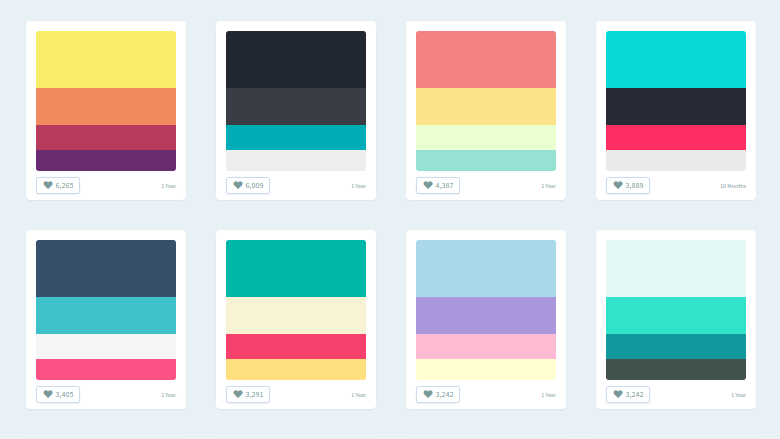 6,265 1 Year
6,009 1 Year
4,387 1 Year
3,889 10 Months
3,405 1 Year
3,291 1 Year
3,242 1 Year
3,242 1 Year